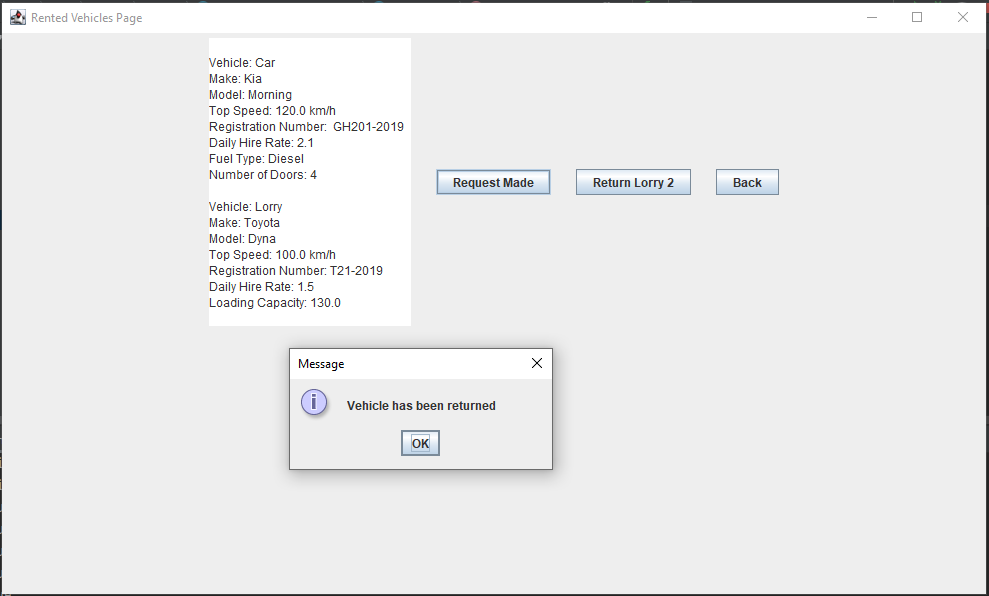 Rented Vehicles Page
Vehicle: Car
Make: Kia
Model: Morning
Top Speed: 120.0 km/h
Registration Number:  GH201-2019
Daily Hire Rate: 2.1
Fuel Type: Diesel
Number of Doors: 4
Vehicle: Lorry
Make: Toyota
Model: Dyna
Top Speed: 100.0 km/h
Registration Number: T21-2019
Daily Hire Rate: 1.5
Loading Capacity: 130.0
Request Made
Return Lorry 2
Back
Message
Vehicle has been returned
OK